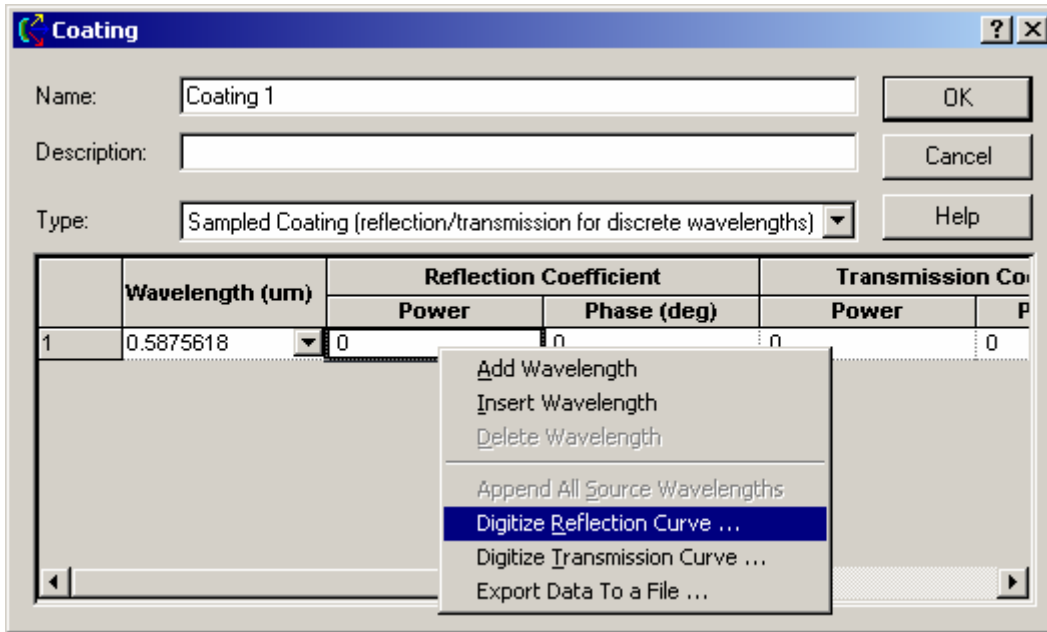 Coating
Name: Coating 1 OK
Description: Cancel
Type: Sampled Coating (reflection/transmission for discrete wavelengths) Help
Wavelength (um) Reflection Coefficient Transmission Co
Power Phase (deg) Power P
1 0.5875618 0 0 0 0
Add Wavelength
Insert Wavelength
Delete Wavelength
Append All Source Wavelengths
Digitize Reflection Curve ...
Digitize Transmission Curve ...
Export Data To a File ...